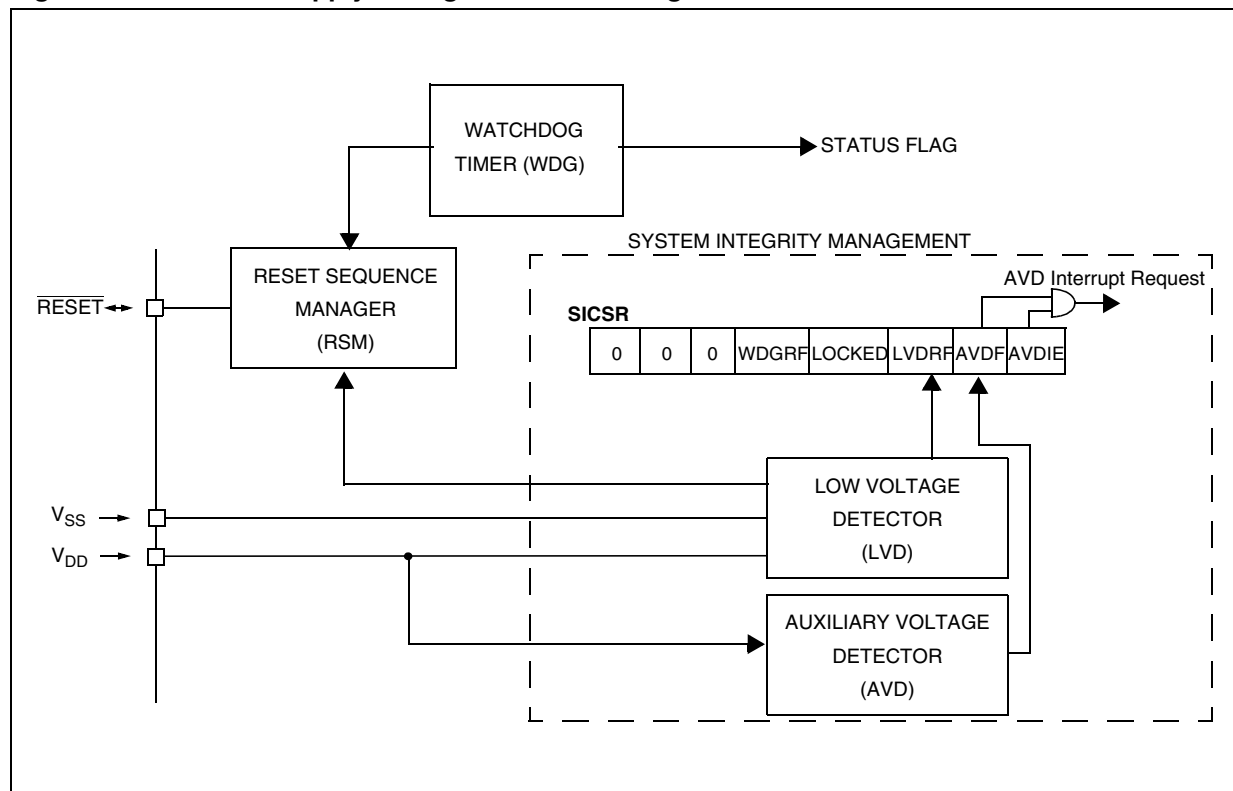 WATCHDOG
TIMER (WDG)
STATUS FLAG
SYSTEM INTEGRITY MANAGEMENT
RESET SEQUENCE
MANAGER
(RSM)
AVD Interrupt Request
RESET
SICSR
0 0 0 WDGRF LOCKED LVDRF AVDF AVDIE
LOW VOLTAGE
DETECTOR
(LVD)
VSS
VDD
AUXILIARY VOLTAGE
DETECTOR
(AVD)